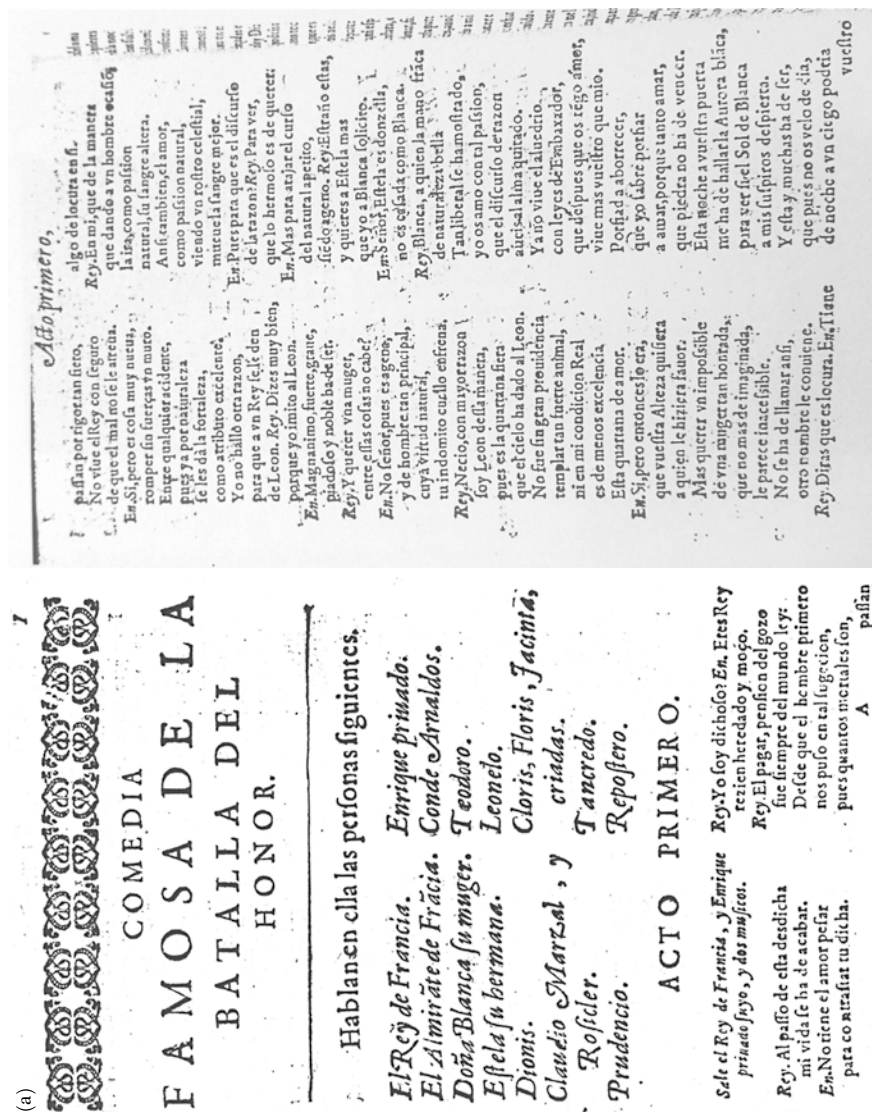 (a)
1
COMEDIA
FAMOSA DE LA
BATALLA DEL
HONOR.
Hablan en ella las personas siguientes.
El Rey de Francia.
El Almirãte de Frãcia.
Doña Blanca su muger.
Estela su hermana.
Dionis.
Claudio Marzal, y
Rosicler.
Prudencio.
Enrique priuado.
Conde Arnaldos.
Teodoro.
Leonelo.
Cloris, Floris, Jacinta,
criadas.
Tancredo.
Repostero.
ACTO PRIMERO.
Sale el Rey de Francia, y Enrique
priuado suyo, y dos musicos.
Rey. Al passo de esta desdicha
mi vida se ha de acabar.
En. No tiene el amor pesar
para contrastar tu dicha.
Rey. Yo soy dichoso? En. Eres Rey
rezien heredado y moço.
Rey. El pagar, pension del gozo
fue siempre del mundo ley:
Desde que el hombre primero
nos puso en tal sugecion,
pues quantos mortales son,
A passan
Acto primero,
passan por rigor tan fiero,
No viue el Rey con seguro
de que el mal no se le atreua.
En. Si, pero es cosa muy nueua,
romper sin fuerças vn muro.
Entre qualquier acidente,
pues ya por naturaleza
se les dà la fortaleza,
como atributo excelente.
Yo no hallo otra razon,
para que a vn Rey se le den
de Leon. Rey. Dizes muy bien,
porque yo imito al Leon.
En. Magnanimo, fuerte, graue,
piadoso y noble ha de ser.
Rey. Y querer vna muger,
entre essas cosas no cabe?
En. No señor, pues es agena,
y de hombre tan principal,
cuya virtud natural,
tu indomito cuello enfrena,
Rey. Necio, con mayor razon
soy Leon dessa manera,
pues es la quartana fiera
que el cielo ha dado al Leon.
No fue sin gran prouidencia
templar tan fuerte animal,
ni en mi condicion Real
es de menos excelencia
Esta quartana de amor.
En. Si, pero entonces lo era,
que vuestra Alteza quisiera
a quien le hiziera fauor.
Mas querer vn impossible
de vna muger tan honrada,
que no mas de imaginada,
le parece inacesible.
No se ha de llamar ansi,
otro nombre le conuiene.
Rey. Diras que es locura. En. Tiene
algo de locura en si.
Rey. En mi, que de la manera
que dando a vn hombre ocasiõ,
la ira, como passion
natural, su sangre altera.
Ansi tambien, el amor,
como passion natural,
viendo vn rostro celestial,
mueue la sangre mejor.
En. Pues para que es el discurso
de la razon? Rey. Para ver,
que lo hermoso es de querer:
En. Mas para atajar el curso
del natural apetito,
siẽdo ageno. Rey. Estraño estas,
y quieres a Estela mas
que yo a Blanca solicito.
En. Señor, Estela es donzella,
no es casada como Blanca.
Rey. Blanca, a quien la mano frãca
de naturaleza bella
Tan liberal se ha mostrado,
yo os amo con tal passion,
que el discurso de razon
aueis al alma quitado.
Ya no viue el aluedrio,
con leyes de Embaxador,
que despues que os tẽgo amor,
viue mas vuestro que mio.
Porfiad a aborrecer,
que yo sabrè porfiar
a amar, porque tanto amar,
que piedra no ha de vencer.
Esta noche a vuestra puerta
me ha de hallar la Aurora blãca,
para ver si el Sol de Blanca
a mis suspiros despierta.
Y esta y muchas ha de ser,
que pues no os velo de dia,
de noche a vn ciego podria
vuestro